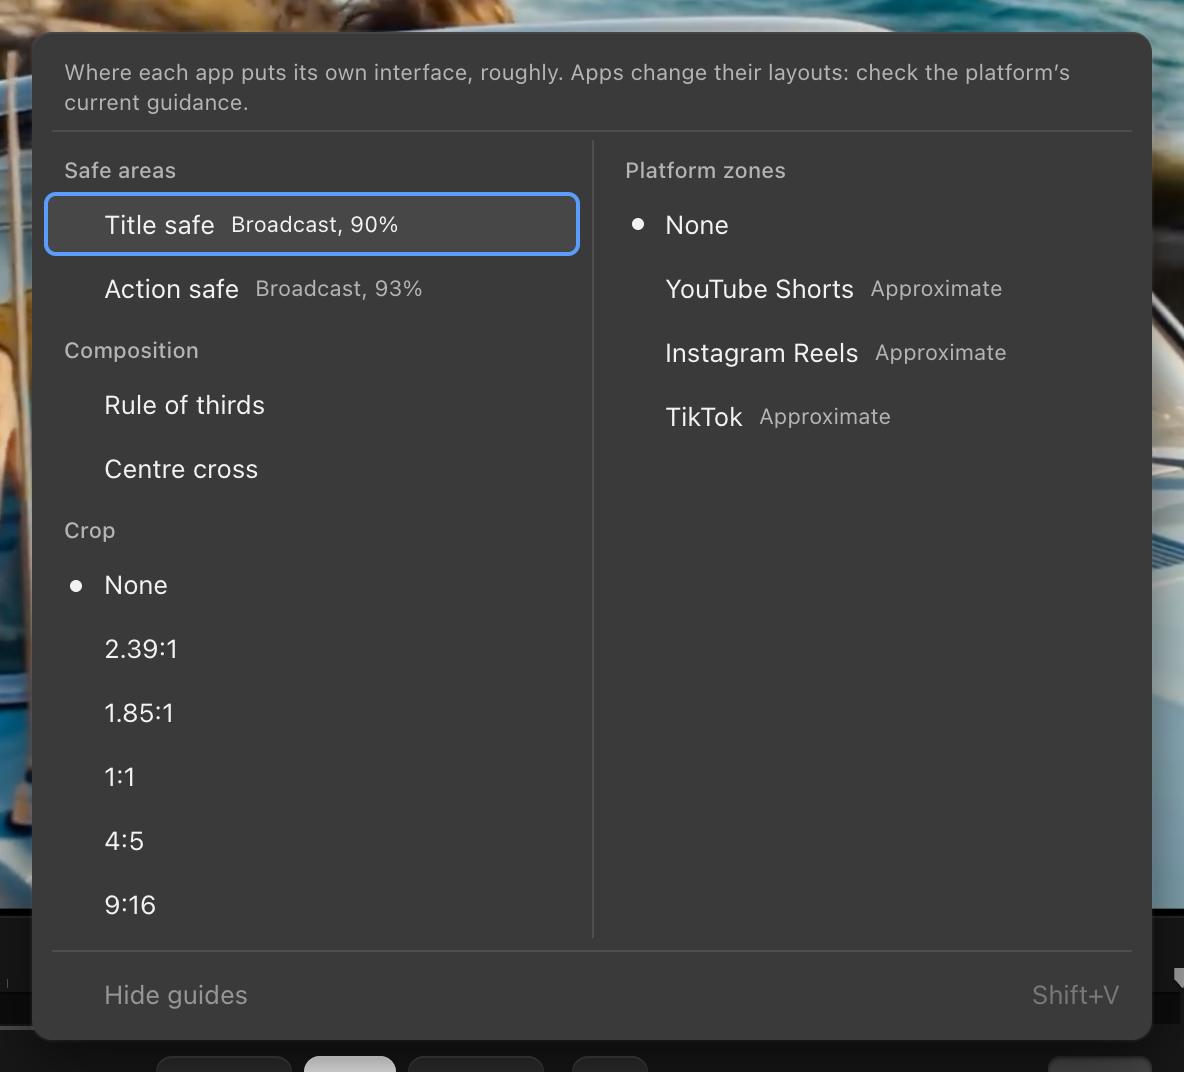 Where each app puts its own interface, roughly. Apps change their layouts: check the platform’s
current guidance.
Safe areas
Title safe Broadcast, 90%
Action safe Broadcast, 93%
Composition
Rule of thirds
Centre cross
Crop
None
2.39:1
1.85:1
1:1
4:5
9:16
Platform zones
None
YouTube Shorts Approximate
Instagram Reels Approximate
TikTok Approximate
Hide guides Shift+V